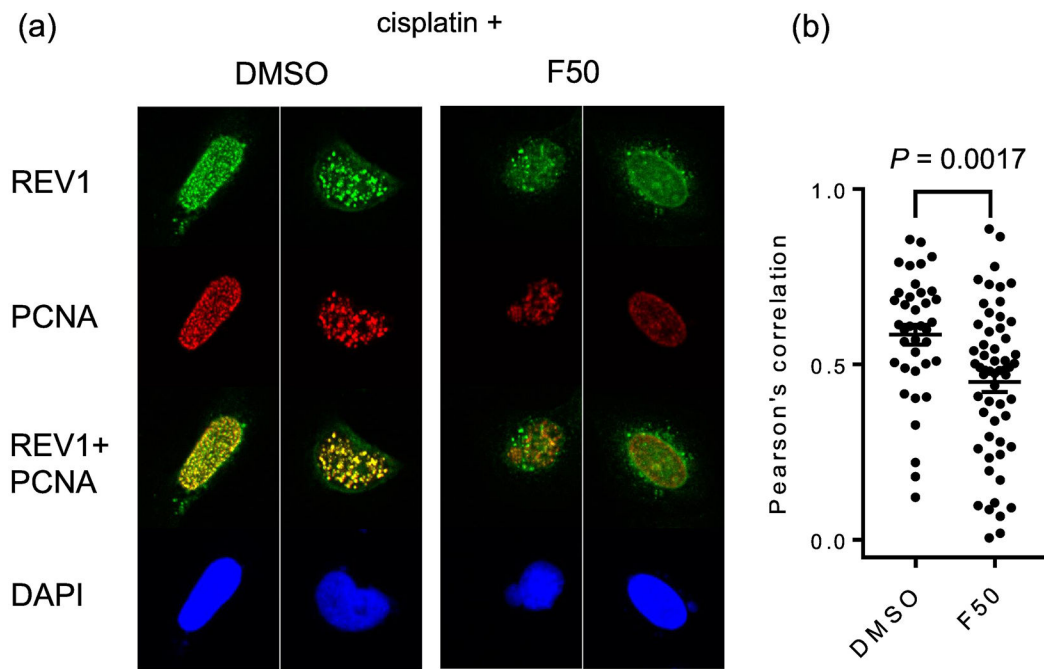 (a)
cisplatin +
DMSO F50
REV1
PCNA
REV1+
PCNA
DAPI
(b)
P = 0.0017
1.0
0.5
0.0
Pearson's correlation
DMSO
F50